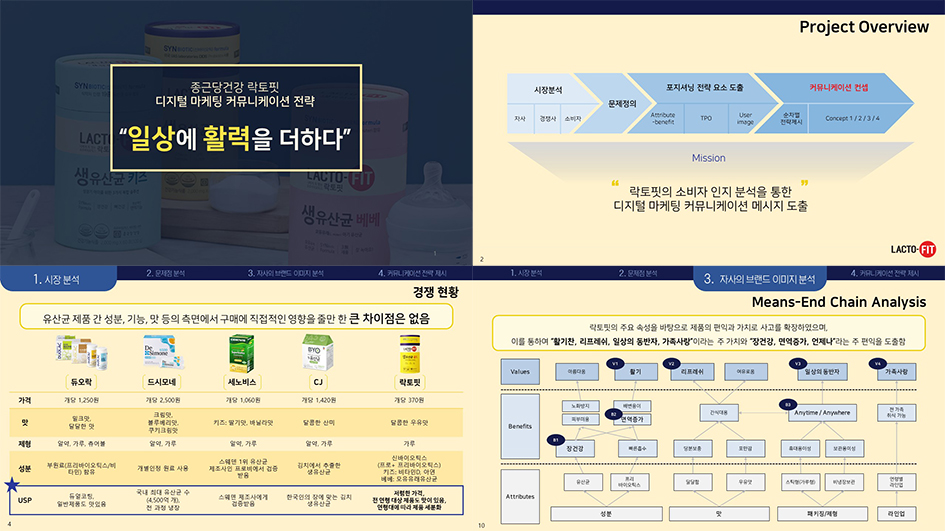 종근당건강 락토핏
디지털 마케팅 커뮤니케이션 전략
“일상에 활력을 더하다”
LACTO-FIT
생유산균 키즈
LACTO-FIT
락토핏
생유산균 베베
1
Project Overview
시장분석
자사 경쟁사 소비자
문제정의
포지셔닝 전략 요소 도출
Attribute
-benefit
TPO
User
image
커뮤니케이션 컨셉
순차별
전략제시
Concept 1 / 2 / 3 / 4
Mission
“ 락토핏의 소비자 인지 분석을 통한 ”
디지털 마케팅 커뮤니케이션 메시지 도출
2
LACTO-FIT
1. 시장 분석 2. 문제점 분석 3. 자사의 브랜드 이미지 분석 4. 커뮤니케이션 전략 제시
경쟁 현황
유산균 제품 간 성분, 기능, 맛 등의 측면에서 구매에 직접적인 영향을 줄만 한 큰 차이점은 없음
듀오락 드시모네 세노비스 CJ 락토핏
가격 개당 1,250원 개당 2,500원 개당 1,060원 개당 1,420원 개당 370원
맛
밀크맛,
달달한 맛
크림맛,
블루베리맛,
쿠키크림맛
키즈: 딸기맛, 바닐라맛
달콤한 산미
달콤한 우유맛
제형 알약, 가루, 츄어블 알약, 가루 알약, 가루 알약, 가루 가루
성분
부원료(프리바이오틱스/비
타민) 함유
개별인정 원료 사용
스웨덴 1위 유산균
제조사인 프로비에서 검증
받음
김치에서 추출한
생유산균
신바이오틱스
(프로+ 프리바이오틱스)
키즈: 비타민D, 아연
베베: 모유유래유산균
USP
듀얼코팅,
일반제품도 맛있음
국내 최대 유산균 수
(4,500억 개),
전 과정 냉장
스웨덴 제조사에게
검증받음
한국인의 장에 맞는 김치
생유산균
저렴한 가격,
전 연령 대상 제품도 맛이 있음,
연령대에 따라 제품 세분화
4
1. 시장 분석 2. 문제점 분석 3. 자사의 브랜드 이미지 분석 4. 커뮤니케이션 전략 제시
Means-End Chain Analysis
락토핏의 주요 속성을 바탕으로 제품의 편익과 가치로 사고를 확장하였으며,
이를 통하여 “활기찬, 리프레쉬, 일상의 동반자, 가족사랑”이라는 주 가치와 “장건강, 면역증가, 언제나”라는 주 편익을 도출함
V1 V2 V3 V4
Values 아름다움 활기 리프레쉬 여유로움 일상의 동반자 가족사랑
Benefits
노화방지 배변용이
B2
피부미용 면역증가
간식대용
B3
Anytime / Anywhere
전 가족
취식 가능
B1
장건강 빠른흡수 당분보충 포만감 휴대용이성 보관용이성
Attributes
유산균
프리
바이오틱스
달달함 우유맛 스틱형(가루형) 비냉장보관
연령별
라인업
성분 맛 패키징/제형 라인업
10